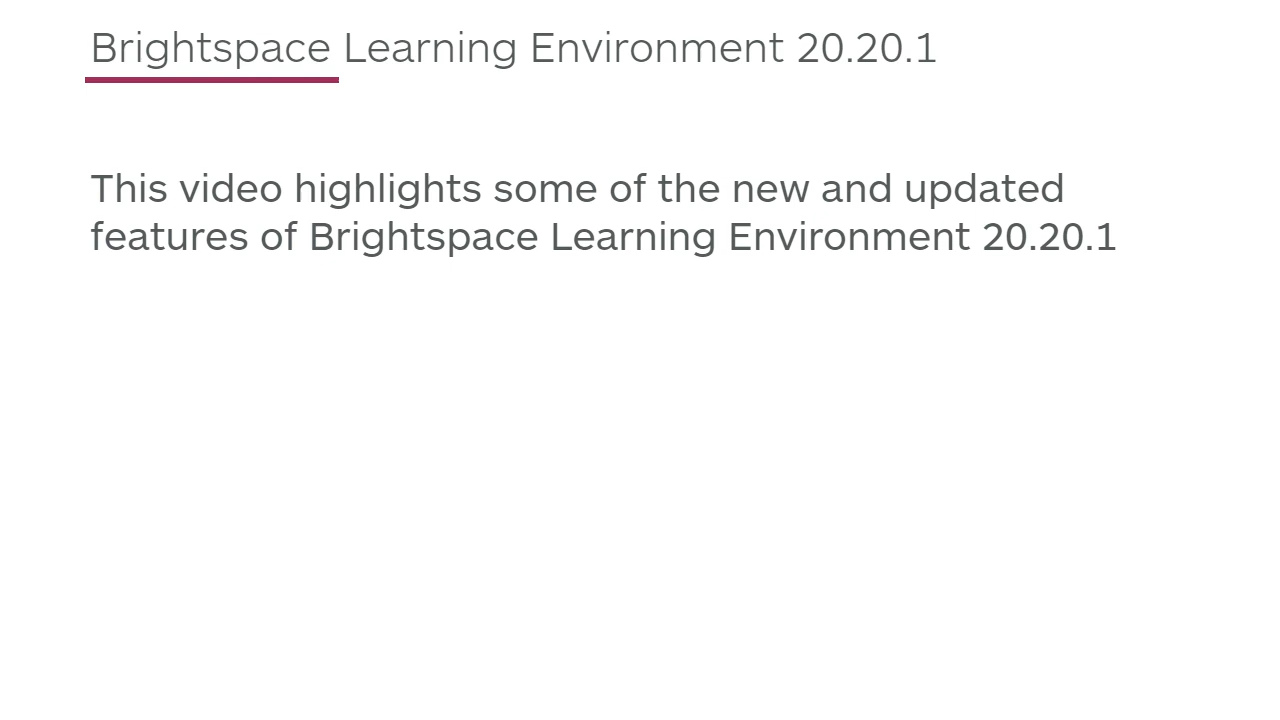 Brightspace Learning Environment 20.20.1
This video highlights some of the new and updated
features of Brightspace Learning Environment 20.20.1